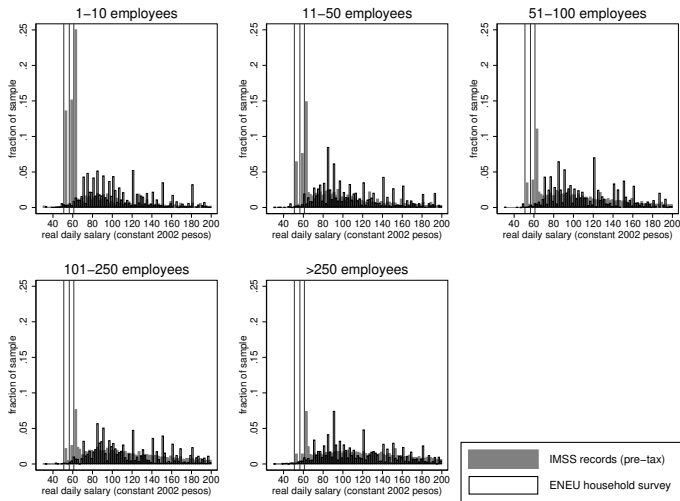 1−10 employees
11−50 employees
51−100 employees
fraction of sample
0 .05 .1 .15 .2 .25
40 60 80 100 120 140 160 180 200
real daily salary (constant 2002 pesos)
fraction of sample
0 .05 .1 .15 .2 .25
40 60 80 100 120 140 160 180 200
real daily salary (constant 2002 pesos)
fraction of sample
0 .05 .1 .15 .2 .25
40 60 80 100 120 140 160 180 200
real daily salary (constant 2002 pesos)
101−250 employees
>250 employees
fraction of sample
0 .05 .1 .15 .2 .25
40 60 80 100 120 140 160 180 200
real daily salary (constant 2002 pesos)
fraction of sample
0 .05 .1 .15 .2 .25
40 60 80 100 120 140 160 180 200
real daily salary (constant 2002 pesos)
IMSS records (pre−tax)
ENEU household survey